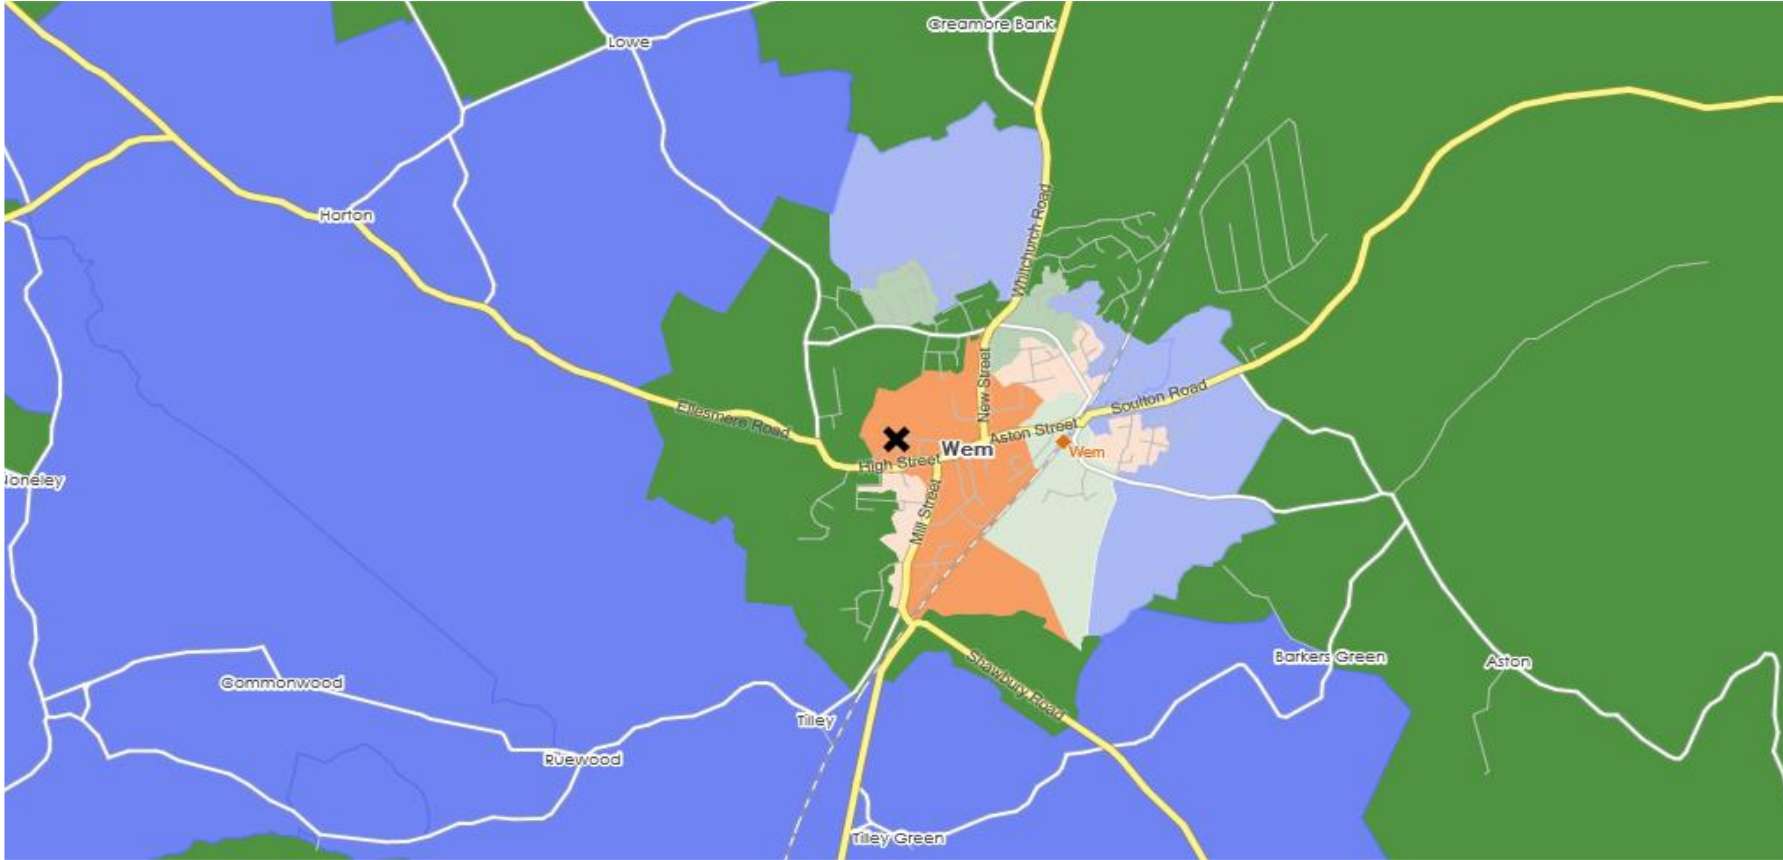 Creamore Bank
Lowe
Whitchurch Road
Horton
New Street
Soulton Road
Ellesmere Road
Aston Street
Wem
Wem
High Street
Noneley
Mill Street
Barkers Green
Aston
Shawbury Road
Commonwood
Tilley
Ruewood
Tilley Green